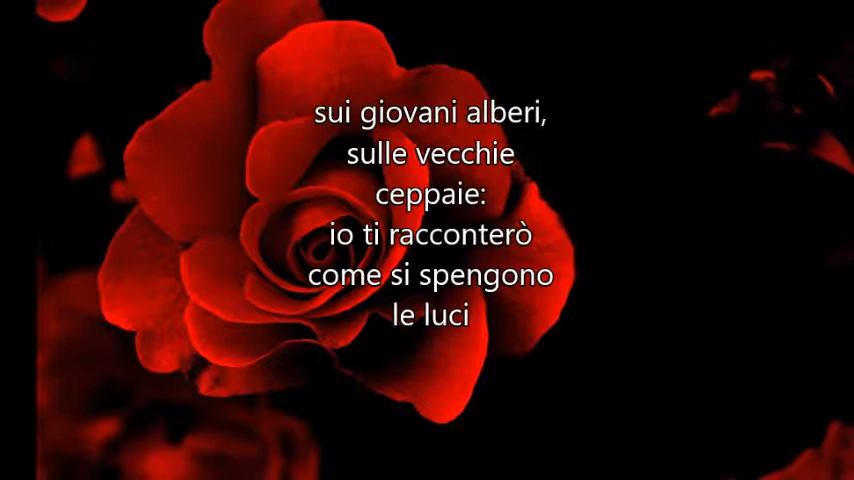 sui giovani alberi,
sulle vecchie
ceppaie:
io ti racconterò
come si spengono
le luci